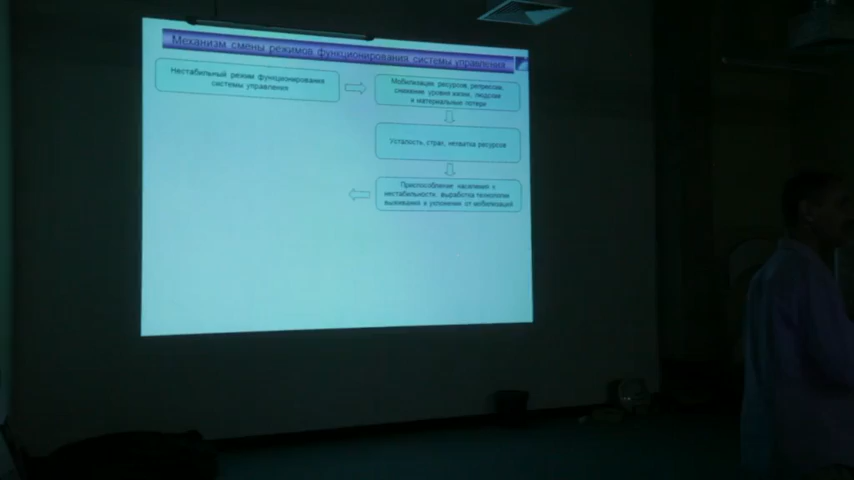 Механизм смены режимов функционирования системы управления
Нестабильный режим функционирования
системы управления
Мобилизация ресурсов, репрессии,
снижение уровня жизни, людские
и материальные потери
Усталость, страх, нехватка ресурсов
Приспособление населения к
нестабильности, выработка технологии
выживания и уклонения от мобилизаций